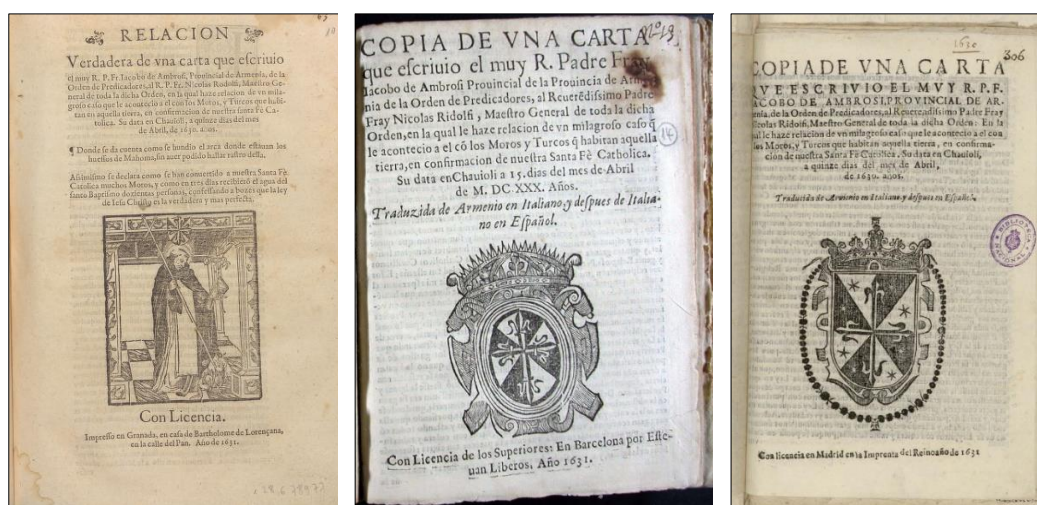 RELACION
Verdadera de vna carta que escriuio
el muy R. P. Fr. Iacobo de Ambrosi, Prouincial de Armenia, de la
Orden de Predicadores, al R. P. Fr. Nicolas Rodolfi, Maestro Ge-
neral de toda la dicha Orden, en la qual haze relacion de vn mila-
groso caso que le acontecio a el con los Moros, y Turcos que habi-
tan en aquella tierra, en confirmacion de nuestra santa Fè Ca-
tolica. Su data en Chauioli, a quinze dias del mes
de Abril, de 1630. años.
¶ Donde se da cuenta como se hundio el arca donde estauan los
huessos de Mahoma, sin auer podido hallar rastro della.
Assimismo se declara como se han conuertido a nuestra Santa Fè
Catolica muchos Moros, y como en tres dias recibierõ el agua del
santo Baptismo dozientas personas, confessando a bozes que la ley
de Iesu Christo es la verdadera y mas perfecta.
Con Licencia.
Impresso en Granada, en casa de Bartholome de Lorençana,
en la calle del Pan. Año de 1631.
COPIA DE VNA CARTA
que escriuio el muy R. Padre Fray
Iacobo de Ambrosi Prouincial de la Prouincia de Arme-
nia de la Orden de Predicadores, al Reuerẽdissimo Padre
Fray Nicolas Ridolfi, Maestro General de toda la dicha
Orden, en la qual le haze relacion de vn milagroso caso q̃
le acontecio a el cõ los Moros y Turcos q̃ habitan aquella
tierra, en confirmacion de nuestra Santa Fè Catholica.
Su data en Chauioli a 15. dias del mes de Abril
de M. DC XXX. Años.
Traduzida de Armenio en Italiano, y despues de Italia-
no en Español.
14
Con Licencia de los Superiores: En Barcelona por Este-
uan Liberos, Año 1631.
1630
306
COPIA DE VNA CARTA
QVE ESCRIVIO EL MVY R. P. F.
IACOBO DE AMBROSI, PROVINCIAL DE AR-
menia, de la Orden de Predicadores, al Reuerendissimo Padre Fray
Nicolas Ridolfi, Maestro General de toda la dicha Orden: En la
qual le haze relacion de vn milagroso caso que le acontecio a el con
los Moros, y Turcos que habitan aquella tierra, en confirma-
cion de nuestra Santa Fè Catolica. Su data en Chauioli,
a quinze dias del mes de Abril,
de 1630. años.
Traduzida de Armenio en Italiano, y despues en Español.
BIBLIOTECA NACIONAL
Con licencia en Madrid en la Imprenta del Reino año de 1631